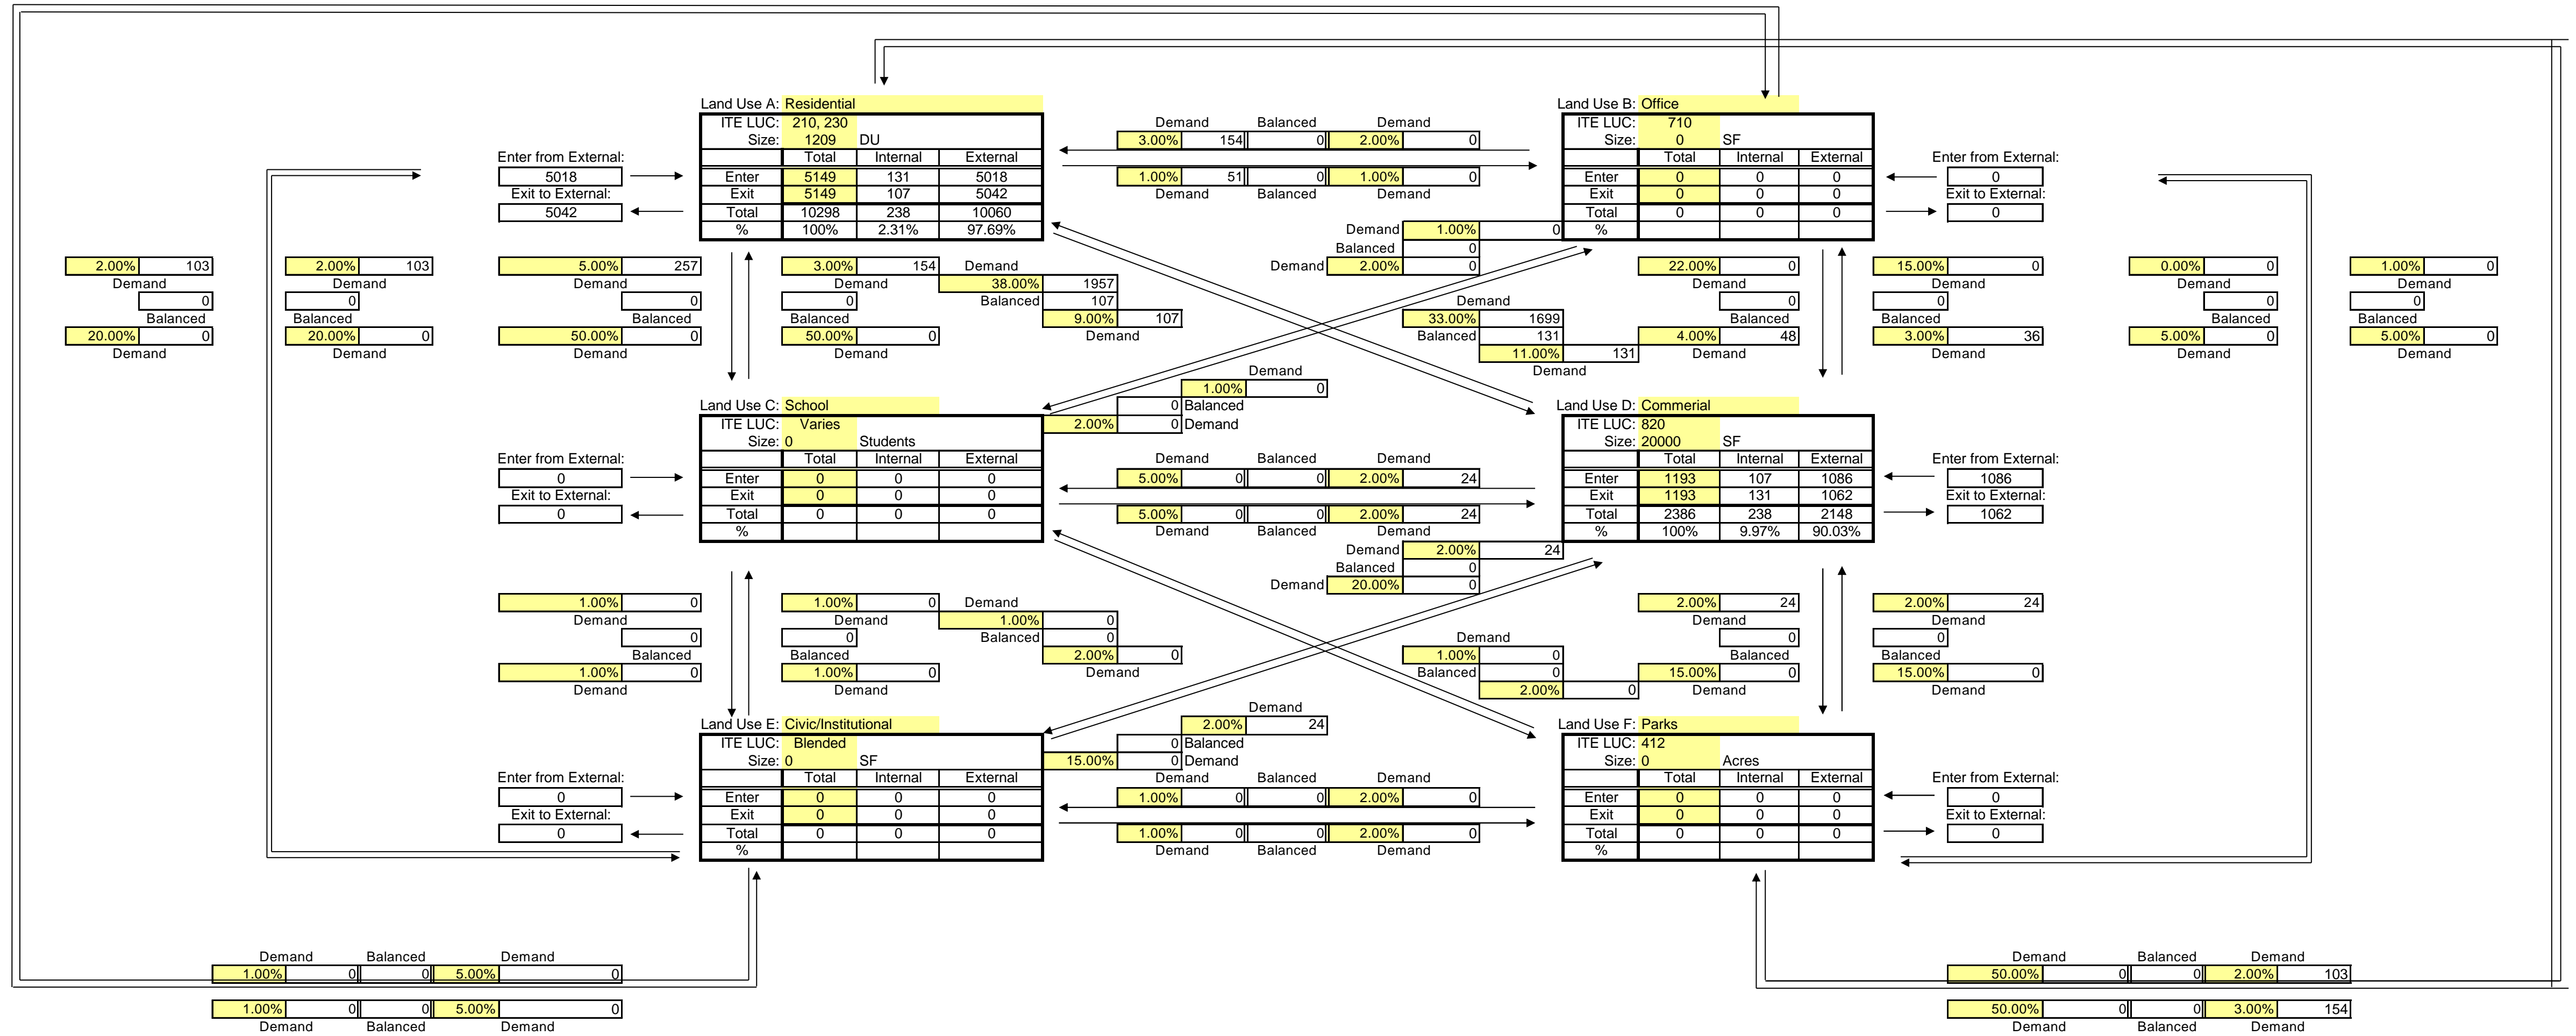 Land Use A: Residential
Land Use B: Office
ITE LUC: 210, 230
Demand Balanced Demand
ITE LUC: 710
Size: 1209 DU
3.00% 154 0 2.00% 0
Size: 0 SF
Enter from External:
Total Internal External
Total Internal External
Enter from External:
5018
Enter 5149 131 5018
1.00% 51 0 1.00% 0
Enter 0 0 0
0
Exit to External:
Exit 5149 107 5042
Demand Balanced Demand
Exit 0 0 0
Exit to External:
5042
Total 10298 238 10060
Total 0 0 0
0
% 100% 2.31% 97.69%
Demand 1.00% 0
%
Balanced 0
Demand 2.00% 0
2.00% 103
2.00% 103
5.00% 257
3.00% 154
Demand
22.00% 0
15.00% 0
0.00% 0
1.00% 0
Demand
Demand
Demand
Demand
38.00% 1957
Demand
Demand
Demand
Demand
0
0
0
0
Balanced 107
Demand
0
0
0
0
Balanced
Balanced
Balanced
Balanced
9.00% 107
33.00% 1699
Balanced
Balanced
Balanced
Balanced
20.00% 0
20.00% 0
50.00% 0
50.00% 0
Demand
Balanced 131
4.00% 48
3.00% 36
5.00% 0
5.00% 0
Demand
Demand
Demand
Demand
11.00% 131
Demand
Demand
Demand
Demand
Demand
Demand
1.00% 0
Land Use C: School
0 Balanced
Land Use D: Commerial
ITE LUC: Varies
2.00% 0 Demand
ITE LUC: 820
Size: 0 Students
Size: 20000 SF
Enter from External:
Total Internal External
Demand Balanced Demand
Total Internal External
Enter from External:
0
Enter 0 0 0
5.00% 0 0 2.00% 24
Enter 1193 107 1086
1086
Exit to External:
Exit 0 0 0
Exit 1193 131 1062
Exit to External:
0
Total 0 0 0
5.00% 0 0 2.00% 24
Total 2386 238 2148
1062
%
Demand Balanced Demand
% 100% 9.97% 90.03%
Demand 2.00% 24
Balanced 0
Demand 20.00% 0
1.00% 0
1.00% 0
Demand
2.00% 24
2.00% 24
Demand
Demand
1.00% 0
Demand
Demand
0
0
Balanced 0
Demand
0
0
Balanced
Balanced
2.00% 0
1.00% 0
Balanced
Balanced
1.00% 0
1.00% 0
Demand
Balanced 0
15.00% 0
15.00% 0
Demand
Demand
2.00% 0
Demand
Demand
Demand
Land Use E: Civic/Institutional
2.00% 24
Land Use F: Parks
ITE LUC: Blended
0 Balanced
ITE LUC: 412
Size: 0 SF
15.00% 0 Demand
Size: 0 Acres
Enter from External:
Total Internal External
Demand Balanced Demand
Total Internal External
Enter from External:
0
Enter 0 0 0
1.00% 0 0 2.00% 0
Enter 0 0 0
0
Exit to External:
Exit 0 0 0
Exit 0 0 0
Exit to External:
0
Total 0 0 0
1.00% 0 0 2.00% 0
Total 0 0 0
0
%
Demand Balanced Demand
%
Demand Balanced Demand
Demand Balanced Demand
1.00% 0 0 5.00% 0
50.00% 0 0 2.00% 103
1.00% 0 0 5.00% 0
50.00% 0 0 3.00% 154
Demand Balanced Demand
Demand Balanced Demand